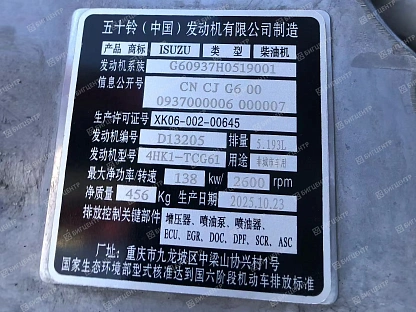 五十铃（中国）发动机有限公司制造
产品商标 ISUZU 类型 柴油机
发动机系族 G60937H0519001
信息公开号 CN CJ G6 00
0937000006 000007
生产许可证号 XK06-002-00645
发动机编号 D13205 排量 5.193L
发动机型号 4HK1-TCG61 用途 非城市车用
最大净功率/转速 138 kw/ 2600 rpm
净质量 456 Kg 生产日期 2025.10.23
排放控制关键部件 增压器、喷油泵、喷油器、
ECU、EGR、DOC、DPF、SCR、ASC
厂址：重庆市九龙坡区中梁山协兴村1号
国家生态环境部型式核准达到国六阶段机动车排放标准
БИГЦЕНТР